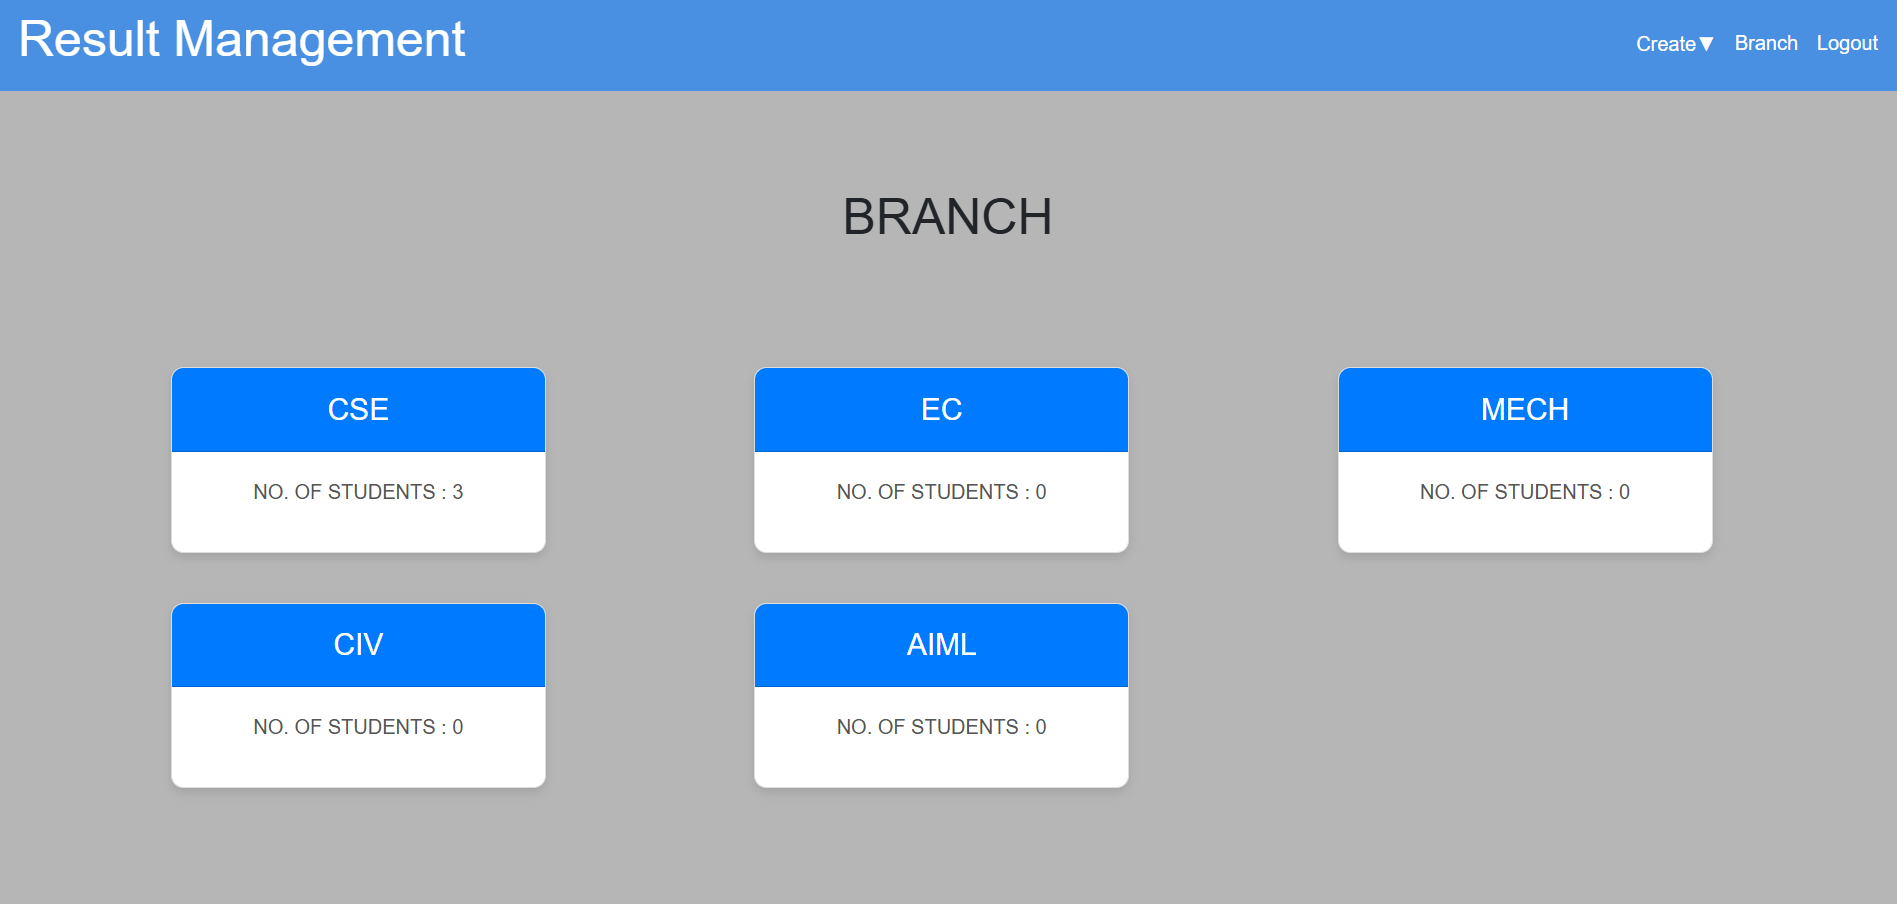 Result Management
Create▼ Branch Logout
BRANCH
CSE
NO. OF STUDENTS : 3
EC
NO. OF STUDENTS : 0
MECH
NO. OF STUDENTS : 0
CIV
NO. OF STUDENTS : 0
AIML
NO. OF STUDENTS : 0